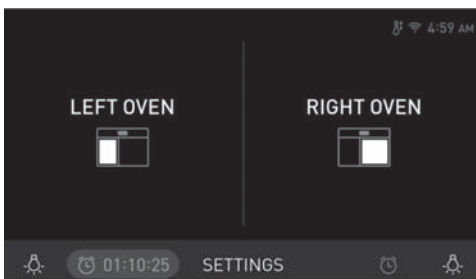 4:59 AM
LEFT OVEN
RIGHT OVEN
01:10:25
SETTINGS